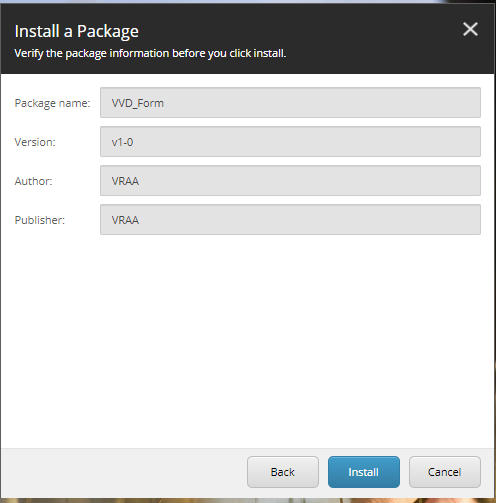 Install a Package
Verify the package information before you click install.
Package name: VVD_Form
Version: v1-0
Author: VRAA
Publisher: VRAA
Back Install Cancel